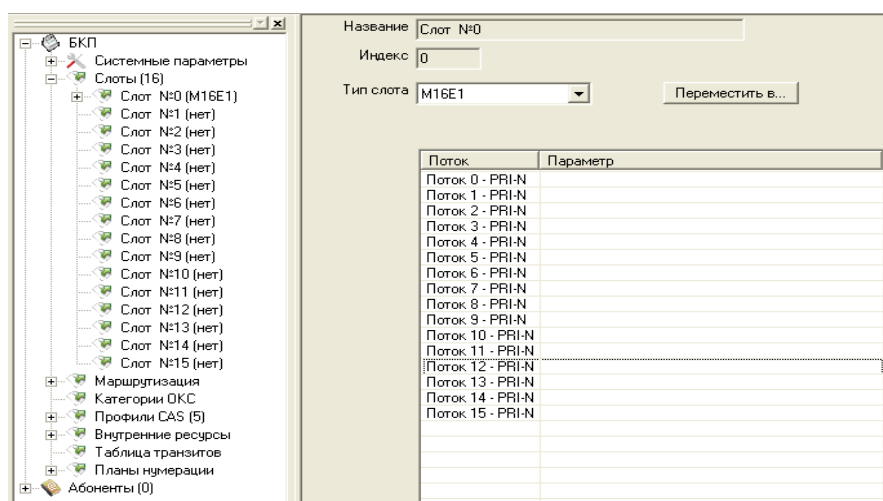 БКП
Системные параметры
Слоты (16)
Слот №0 (М16Е1)
Слот №1 (нет)
Слот №2 (нет)
Слот №3 (нет)
Слот №4 (нет)
Слот №5 (нет)
Слот №6 (нет)
Слот №7 (нет)
Слот №8 (нет)
Слот №9 (нет)
Слот №10 (нет)
Слот №11 (нет)
Слот №12 (нет)
Слот №13 (нет)
Слот №14 (нет)
Слот №15 (нет)
Маршрутизация
Категории ОКС
Профили CAS (5)
Внутренние ресурсы
Таблица транзитов
Планы нумерации
Абоненты (0)
Название Слот №0
Индекс 0
Тип слота М16Е1 Переместить в...
Поток Параметр
Поток 0 - PRI-N
Поток 1 - PRI-N
Поток 2 - PRI-N
Поток 3 - PRI-N
Поток 4 - PRI-N
Поток 5 - PRI-N
Поток 6 - PRI-N
Поток 7 - PRI-N
Поток 8 - PRI-N
Поток 9 - PRI-N
Поток 10 - PRI-N
Поток 11 - PRI-N
Поток 12 - PRI-N
Поток 13 - PRI-N
Поток 14 - PRI-N
Поток 15 - PRI-N